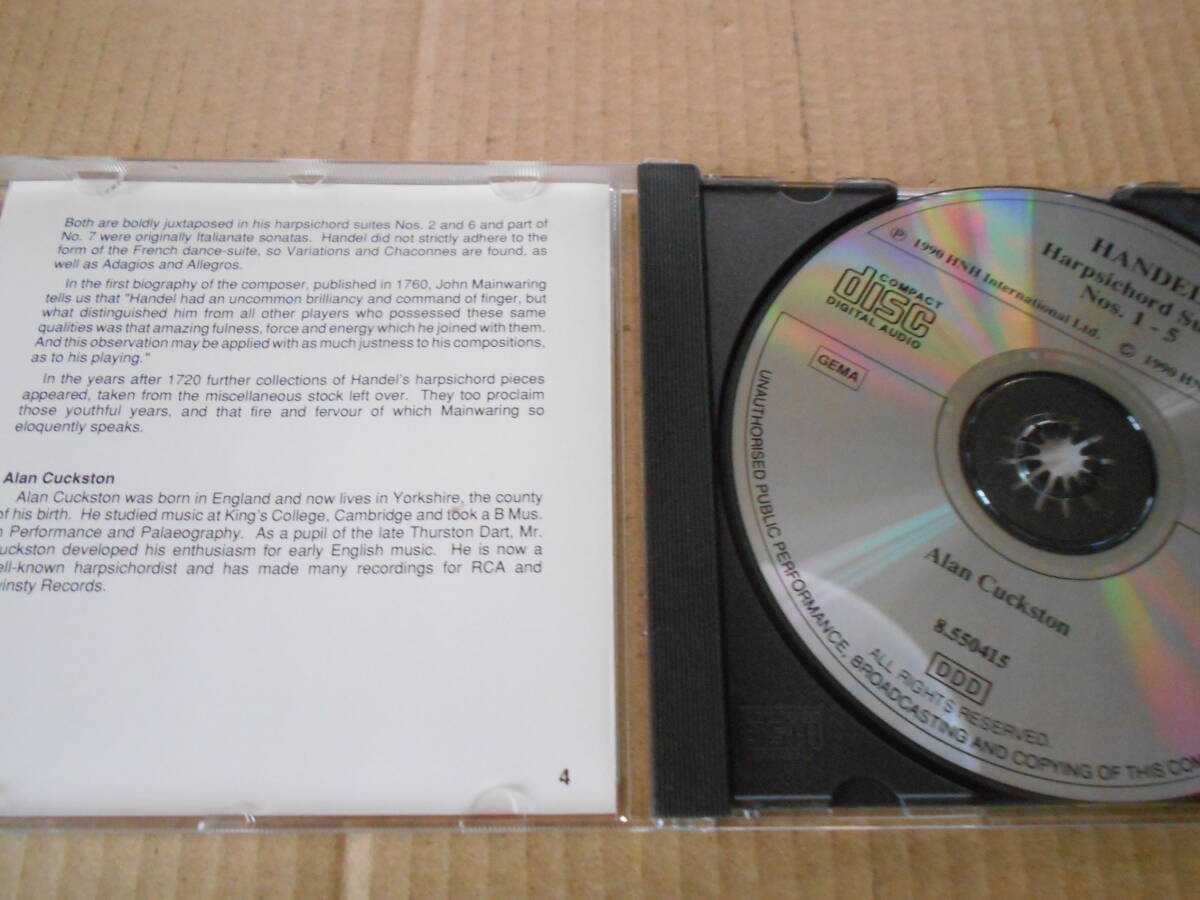 Both are boldly juxtaposed in his harpsichord suites Nos. 2 and 6 and part of
No. 7 were originally Italianate sonatas. Handel did not strictly adhere to the
form of the French dance-suite, so Variations and Chaconnes are found, as
well as Adagios and Allegros.
In the first biography of the composer, published in 1760, John Mainwaring
tells us that "Handel had an uncommon brilliancy and command of finger, but
what distinguished him from all other players who possessed these same
qualities was that amazing fulness, force and energy which he joined with them.
And this observation may be applied with as much justness to his compositions,
as to his playing."
In the years after 1720 further collections of Handel's harpsichord pieces
appeared, taken from the miscellaneous stock left over. They too proclaim
those youthful years, and that fire and fervour of which Mainwaring so
eloquently speaks.
Alan Cuckston
Alan Cuckston was born in England and now lives in Yorkshire, the county
of his birth. He studied music at King's College, Cambridge and took a B Mus.
n Performance and Palaeography. As a pupil of the late Thurston Dart, Mr.
uckston developed his enthusiasm for early English music. He is now a
ell-known harpsichordist and has made many recordings for RCA and
winsty Records.
4
HANDEL
Harpsichord Su
Nos. 1 - 5
℗ 1990 HNH International Ltd. © 1990 HN
COMPACT
disc
DIGITAL AUDIO
GEMA
Alan Cuckston
8.550415
DDD
ALL RIGHTS RESERVED.
UNAUTHORISED PUBLIC PERFORMANCE, BROADCASTING AND COPYING OF THIS COM